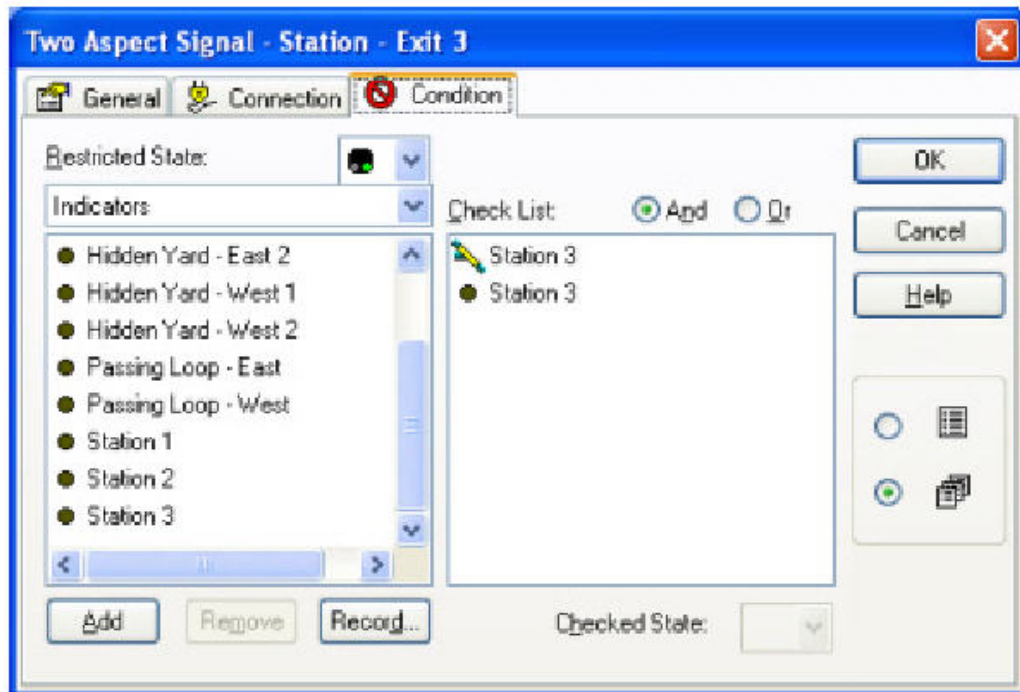 Two Aspect Signal - Station - Exit 3
General Connection Condition
Restricted State:
Indicators
Hidden Yard - East 2
Hidden Yard - West 1
Hidden Yard - West 2
Passing Loop - East
Passing Loop - West
Station 1
Station 2
Station 3
Add Remove Record...
Check List: And Or
Station 3
Station 3
Checked State:
OK
Cancel
Help